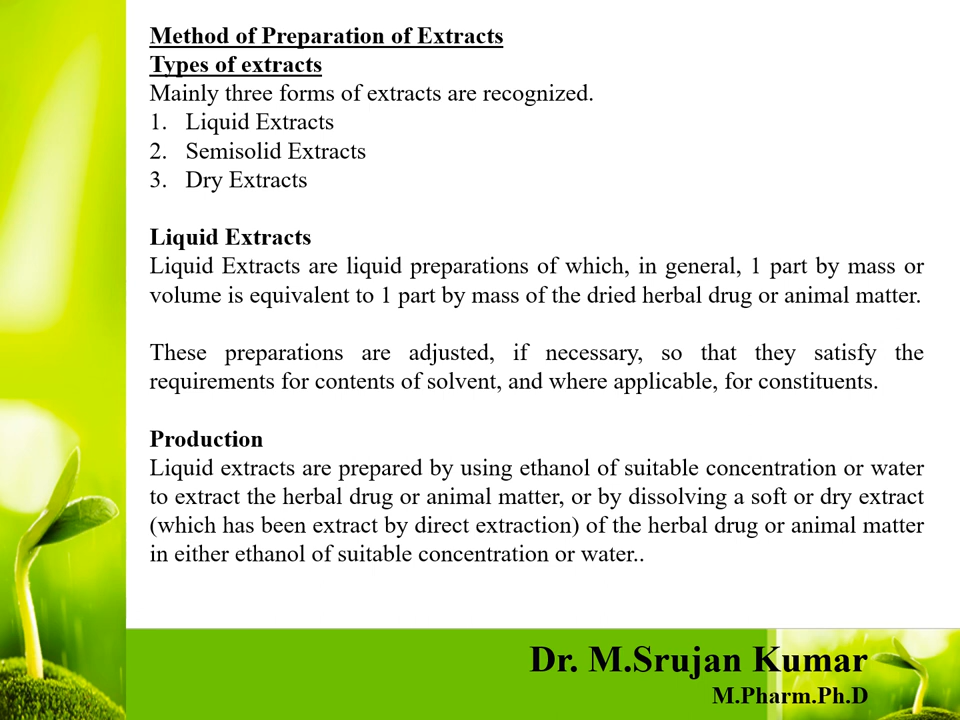 Method of Preparation of Extracts
Types of extracts
Mainly three forms of extracts are recognized.
1. Liquid Extracts
2. Semisolid Extracts
3. Dry Extracts
Liquid Extracts
Liquid Extracts are liquid preparations of which, in general, 1 part by mass or
volume is equivalent to 1 part by mass of the dried herbal drug or animal matter.
These preparations are adjusted, if necessary, so that they satisfy the
requirements for contents of solvent, and where applicable, for constituents.
Production
Liquid extracts are prepared by using ethanol of suitable concentration or water
to extract the herbal drug or animal matter, or by dissolving a soft or dry extract
(which has been extract by direct extraction) of the herbal drug or animal matter
in either ethanol of suitable concentration or water..
Dr. M.Srujan Kumar
M.Pharm.Ph.D